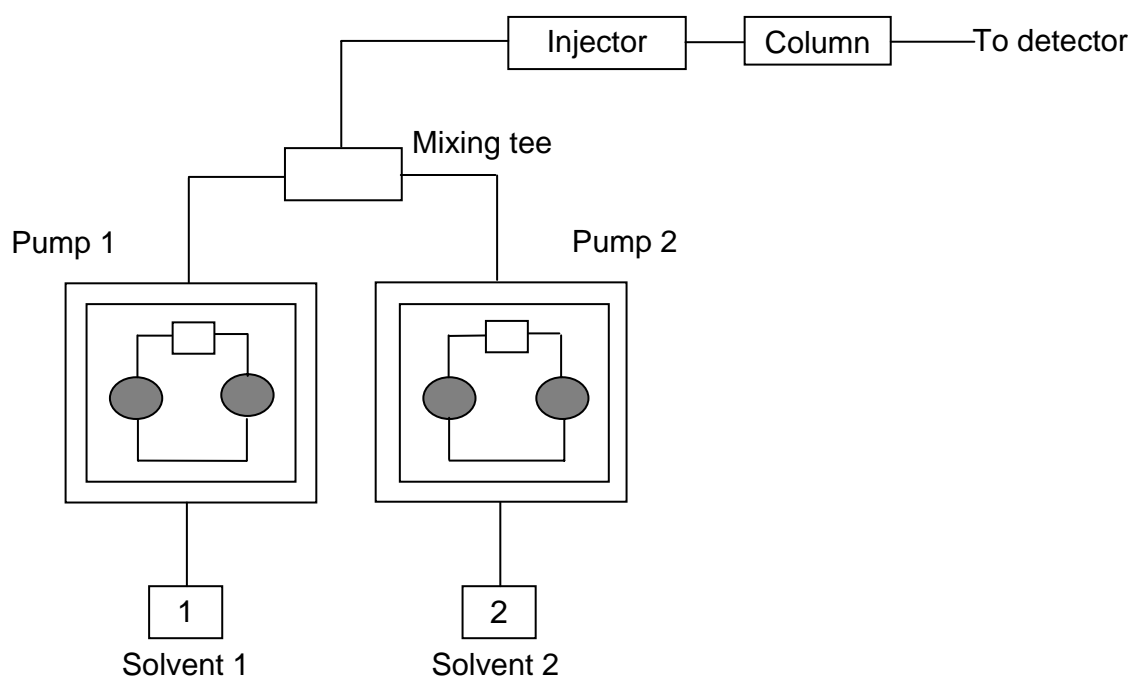 Injector
Column
To detector
Mixing tee
Pump 1
Pump 2
1
2
Solvent 1
Solvent 2